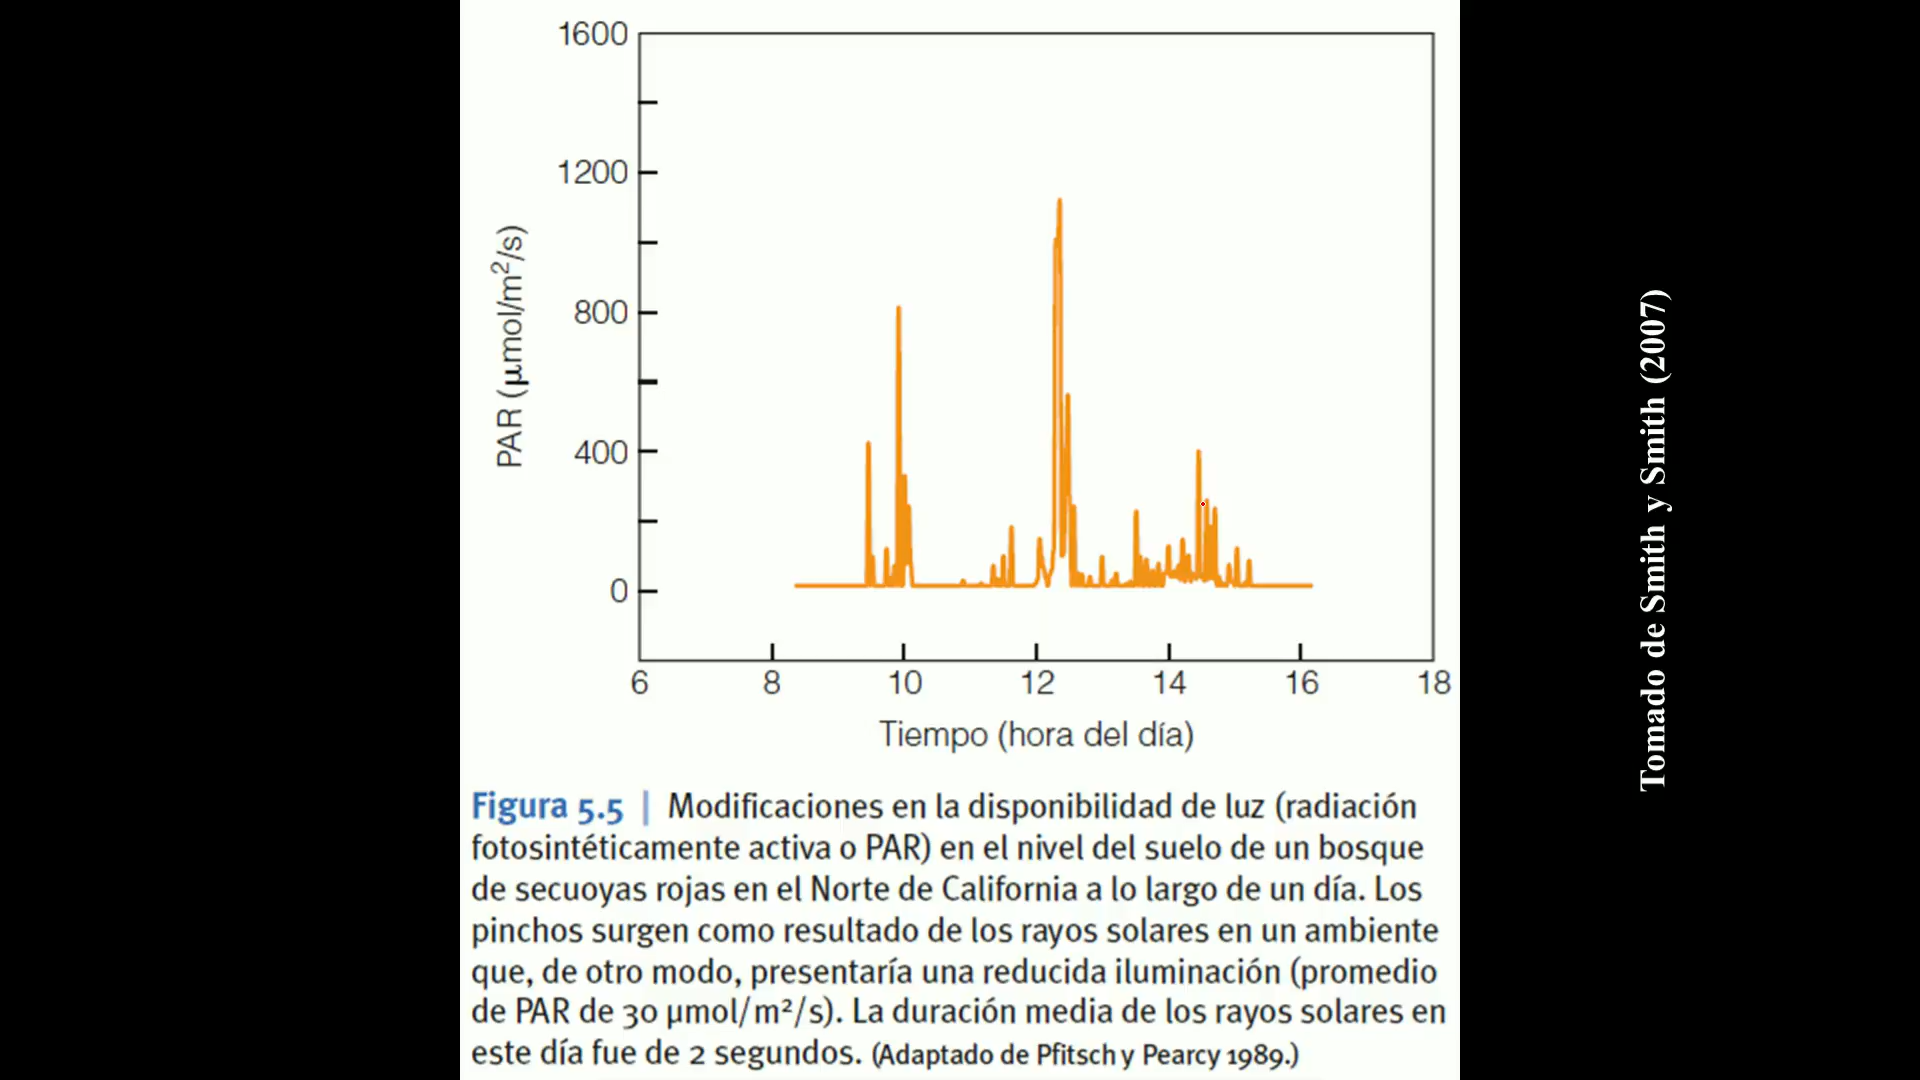 1600
1200
800
400
0
PAR (μmol/m²/s)
6 8 10 12 14 16 18
Tiempo (hora del día)
Figura 5.5 | Modificaciones en la disponibilidad de luz (radiación
fotosintéticamente activa o PAR) en el nivel del suelo de un bosque
de secuoyas rojas en el Norte de California a lo largo de un día. Los
pinchos surgen como resultado de los rayos solares en un ambiente
que, de otro modo, presentaría una reducida iluminación (promedio
de PAR de 30 μmol/m²/s). La duración media de los rayos solares en
este día fue de 2 segundos. (Adaptado de Pfitsch y Pearcy 1989.)
Tomado de Smith y Smith (2007)